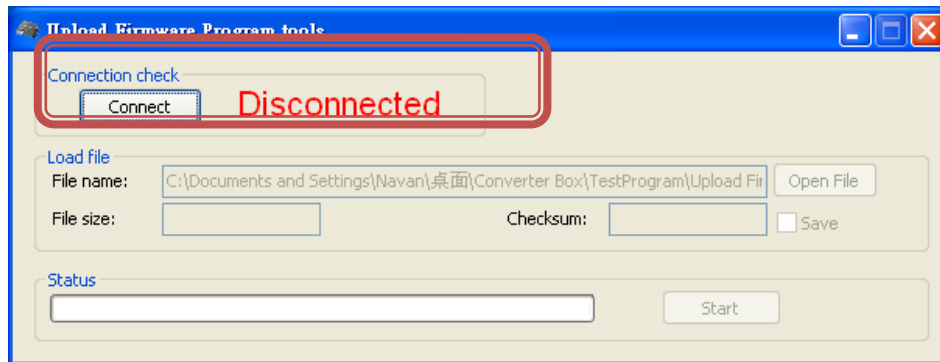 Upload Firmware Program tools
Connection check
Connect Disconnected
Load file
File name: C:\Documents and Settings\Navan\桌面\Converter Box\TestProgram\Upload Fir Open File
File size: Checksum: Save
Status
Start